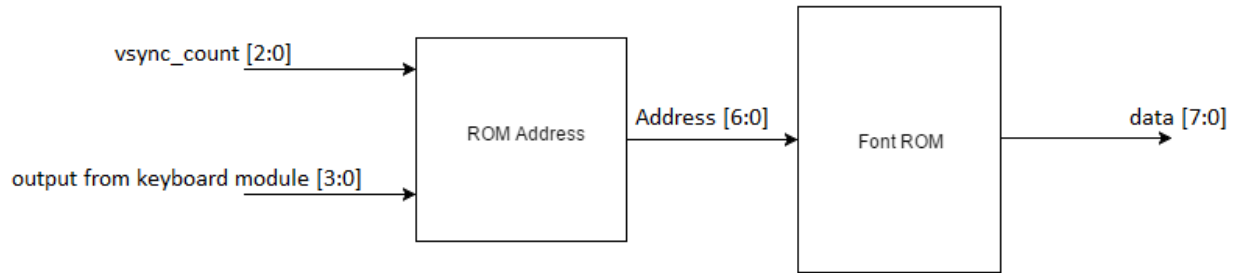 vsync_count [2:0]
output from keyboard module [3:0]
ROM Address
Address [6:0]
Font ROM
data [7:0]